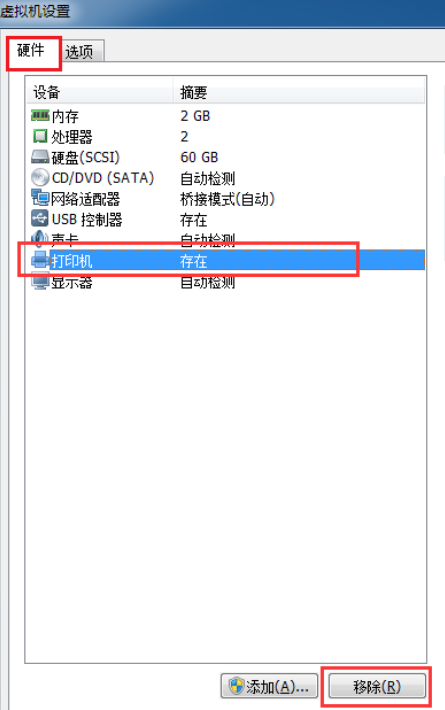 虚拟机设置
硬件 选项
设备 摘要
内存 2 GB
处理器 2
硬盘(SCSI) 60 GB
CD/DVD (SATA) 自动检测
网络适配器 桥接模式(自动)
USB 控制器 存在
声卡 自动检测
打印机 存在
显示器 自动检测
添加(A)... 移除(R)